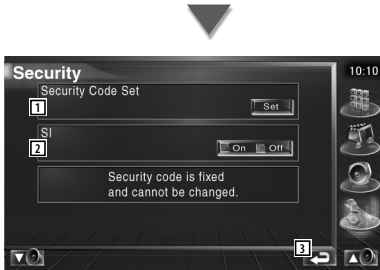 Security
10:10
Security Code Set
1
Set
SI
2
On Off
Security code is fixed
and cannot be changed.
3